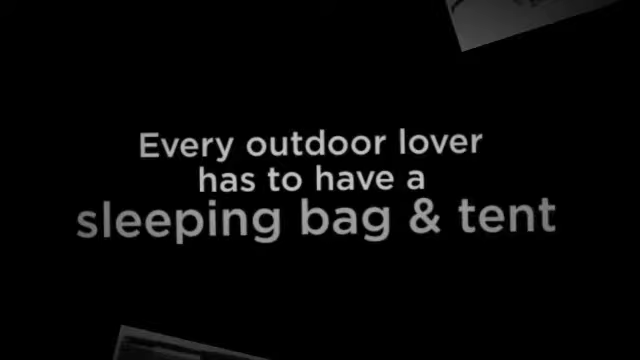 Every outdoor lover
has to have a
sleeping bag & tent